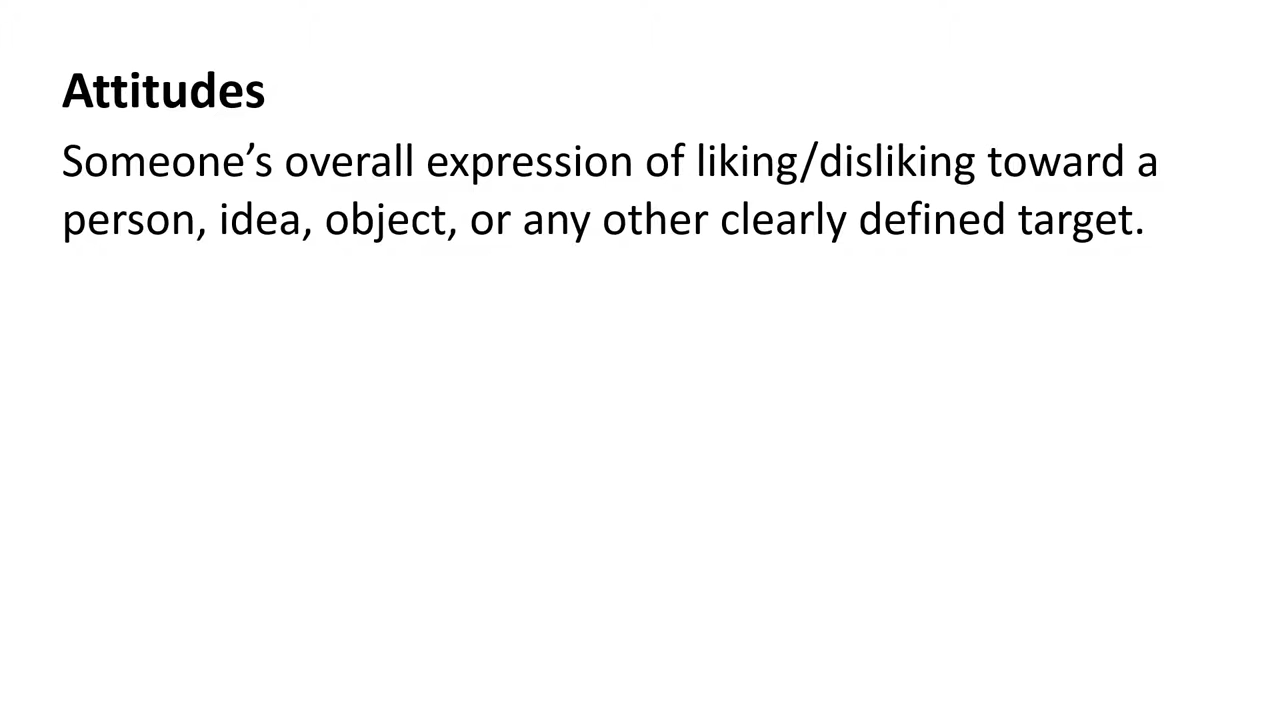 Attitudes
Someone’s overall expression of liking/disliking toward a
person, idea, object, or any other clearly defined target.